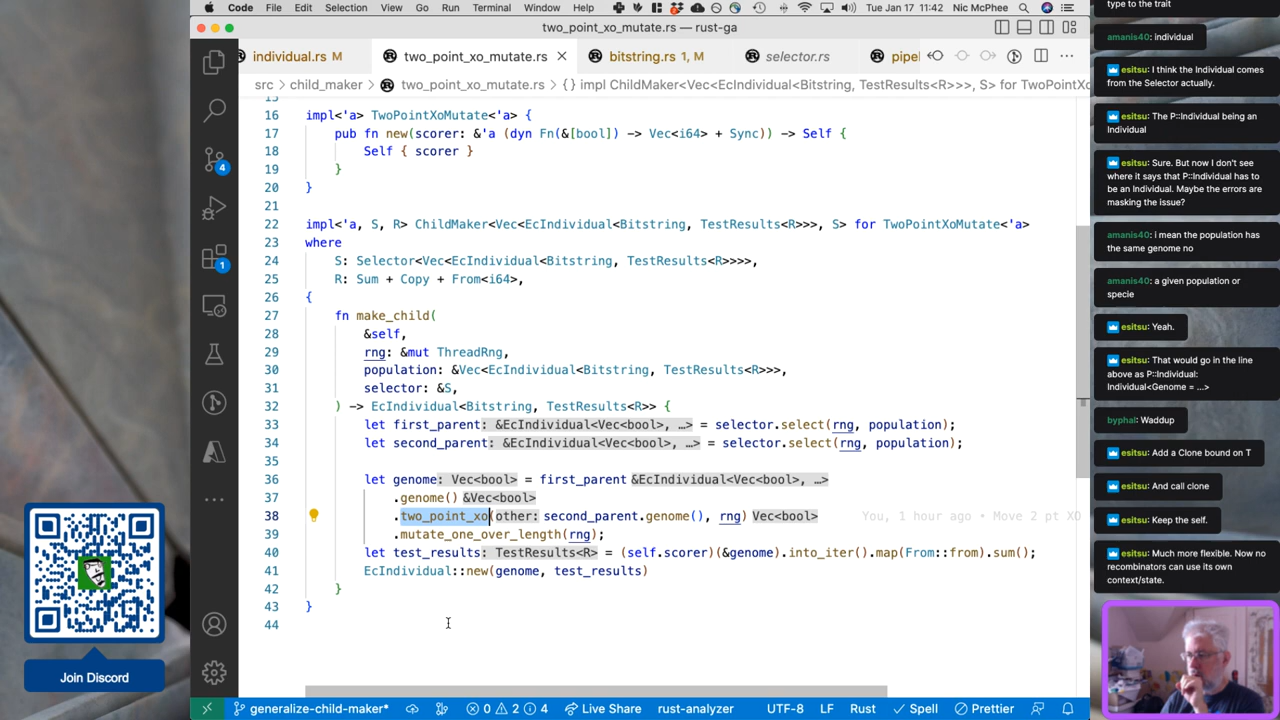 Code File Edit Selection View Go Run Terminal Window Help Tue Jan 17 11:42 Nic McPhee
two_point_xo_mutate.rs — rust-ga
individual.rs M two_point_xo_mutate.rs bitstring.rs 1, M selector.rs pipel
src > child_maker > two_point_xo_mutate.rs > {} impl ChildMaker<Vec<EcIndividual<Bitstring, TestResults<R>>>, S> for TwoPointXoMutate<'a>
15
16 impl<'a> TwoPointXoMutate<'a> {
17 pub fn new(scorer: &'a (dyn Fn(&[bool]) -> Vec<i64> + Sync)) -> Self {
18 Self { scorer }
19 }
20 }
21
22 impl<'a, S, R> ChildMaker<Vec<EcIndividual<Bitstring, TestResults<R>>>, S> for TwoPointXoMutate<'a>
23 where
24 S: Selector<Vec<EcIndividual<Bitstring, TestResults<R>>>>,
25 R: Sum + Copy + From<i64>,
26 {
27 fn make_child(
28 &self,
29 rng: &mut ThreadRng,
30 population: &Vec<EcIndividual<Bitstring, TestResults<R>>>,
31 selector: &S,
32 ) -> EcIndividual<Bitstring, TestResults<R>> {
33 let first_parent: &EcIndividual<Vec<bool>, …> = selector.select(rng, population);
34 let second_parent: &EcIndividual<Vec<bool>, …> = selector.select(rng, population);
35
36 let genome: Vec<bool> = first_parent &EcIndividual<Vec<bool>, …>
37 .genome() &Vec<bool>
38 .two_point_xo(other: second_parent.genome(), rng) Vec<bool> You, 1 hour ago • Move 2 pt XO
39 .mutate_one_over_length(rng);
40 let test_results: TestResults<R> = (self.scorer)(&genome).into_iter().map(From::from).sum();
41 EcIndividual::new(genome, test_results)
42 }
43 }
44
4
1
generalize-child-maker* 0 2 4 Live Share rust-analyzer UTF-8 LF Rust Spell Prettier
Join Discord
type to the trait
amanis40: individual
esitsu: I think the Individual comes
from the Selector actually.
esitsu: The P::Individual being an
Individual
esitsu: Sure. But now I don't see
where it says that P::Individual has to
be an Individual. Maybe the errors are
masking the issue?
amanis40: i mean the population has
the same genome no
amanis40: a given population or
specie
esitsu: Yeah.
esitsu: That would go in the line
above as P::Individual:
Individual<Genome = ...>
byphai: Waddup
esitsu: Add a Clone bound on T
esitsu: And call clone
esitsu: Keep the self.
esitsu: Much more flexible. Now no
recombinators can use its own
context/state.